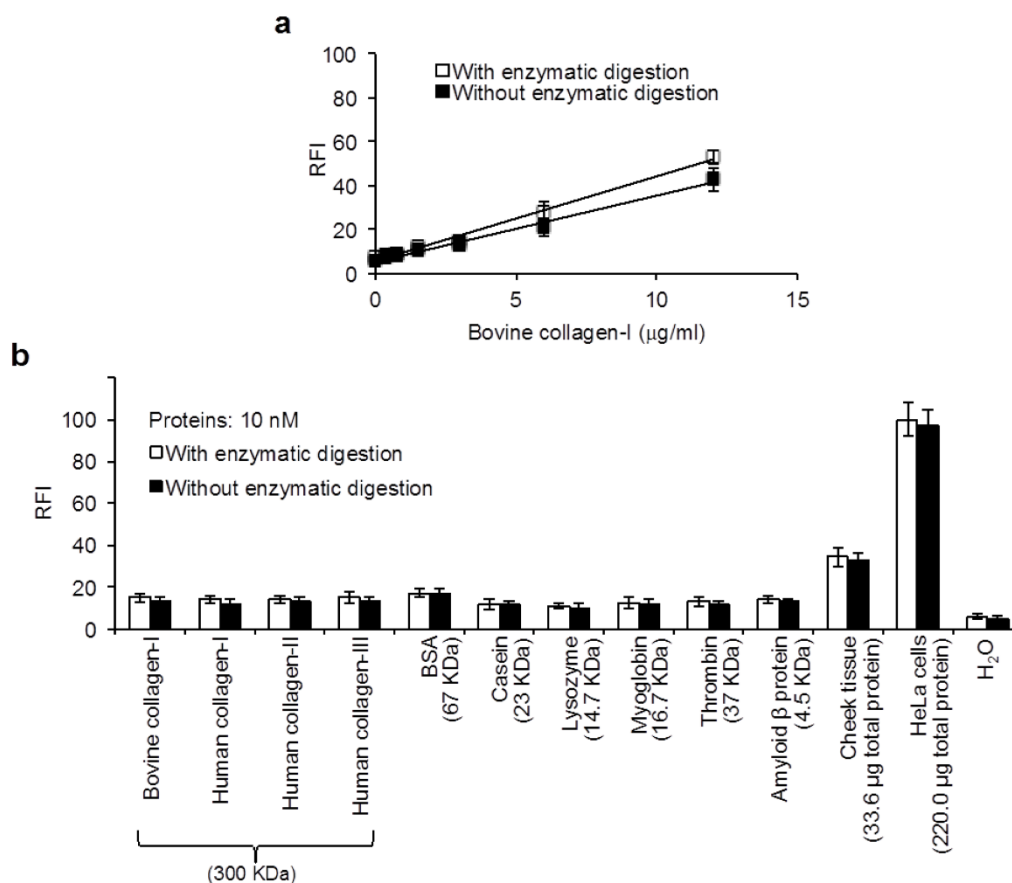 a
100
80
60
40
20
0
RFI
With enzymatic digestion
Without enzymatic digestion
0 5 10 15
Bovine collagen-I (μg/ml)
b
100
80
60
40
20
0
RFI
Proteins: 10 nM
With enzymatic digestion
Without enzymatic digestion
Bovine collagen-I
Human collagen-I
Human collagen-II
Human collagen-III
(300 KDa)
BSA
(67 KDa)
Casein
(23 KDa)
Lysozyme
(14.7 KDa)
Myoglobin
(16.7 KDa)
Thrombin
(37 KDa)
Amyloid β protein
(4.5 KDa)
Cheek tissue
(33.6 μg total protein)
HeLa cells
(220.0 μg total protein)
H₂O